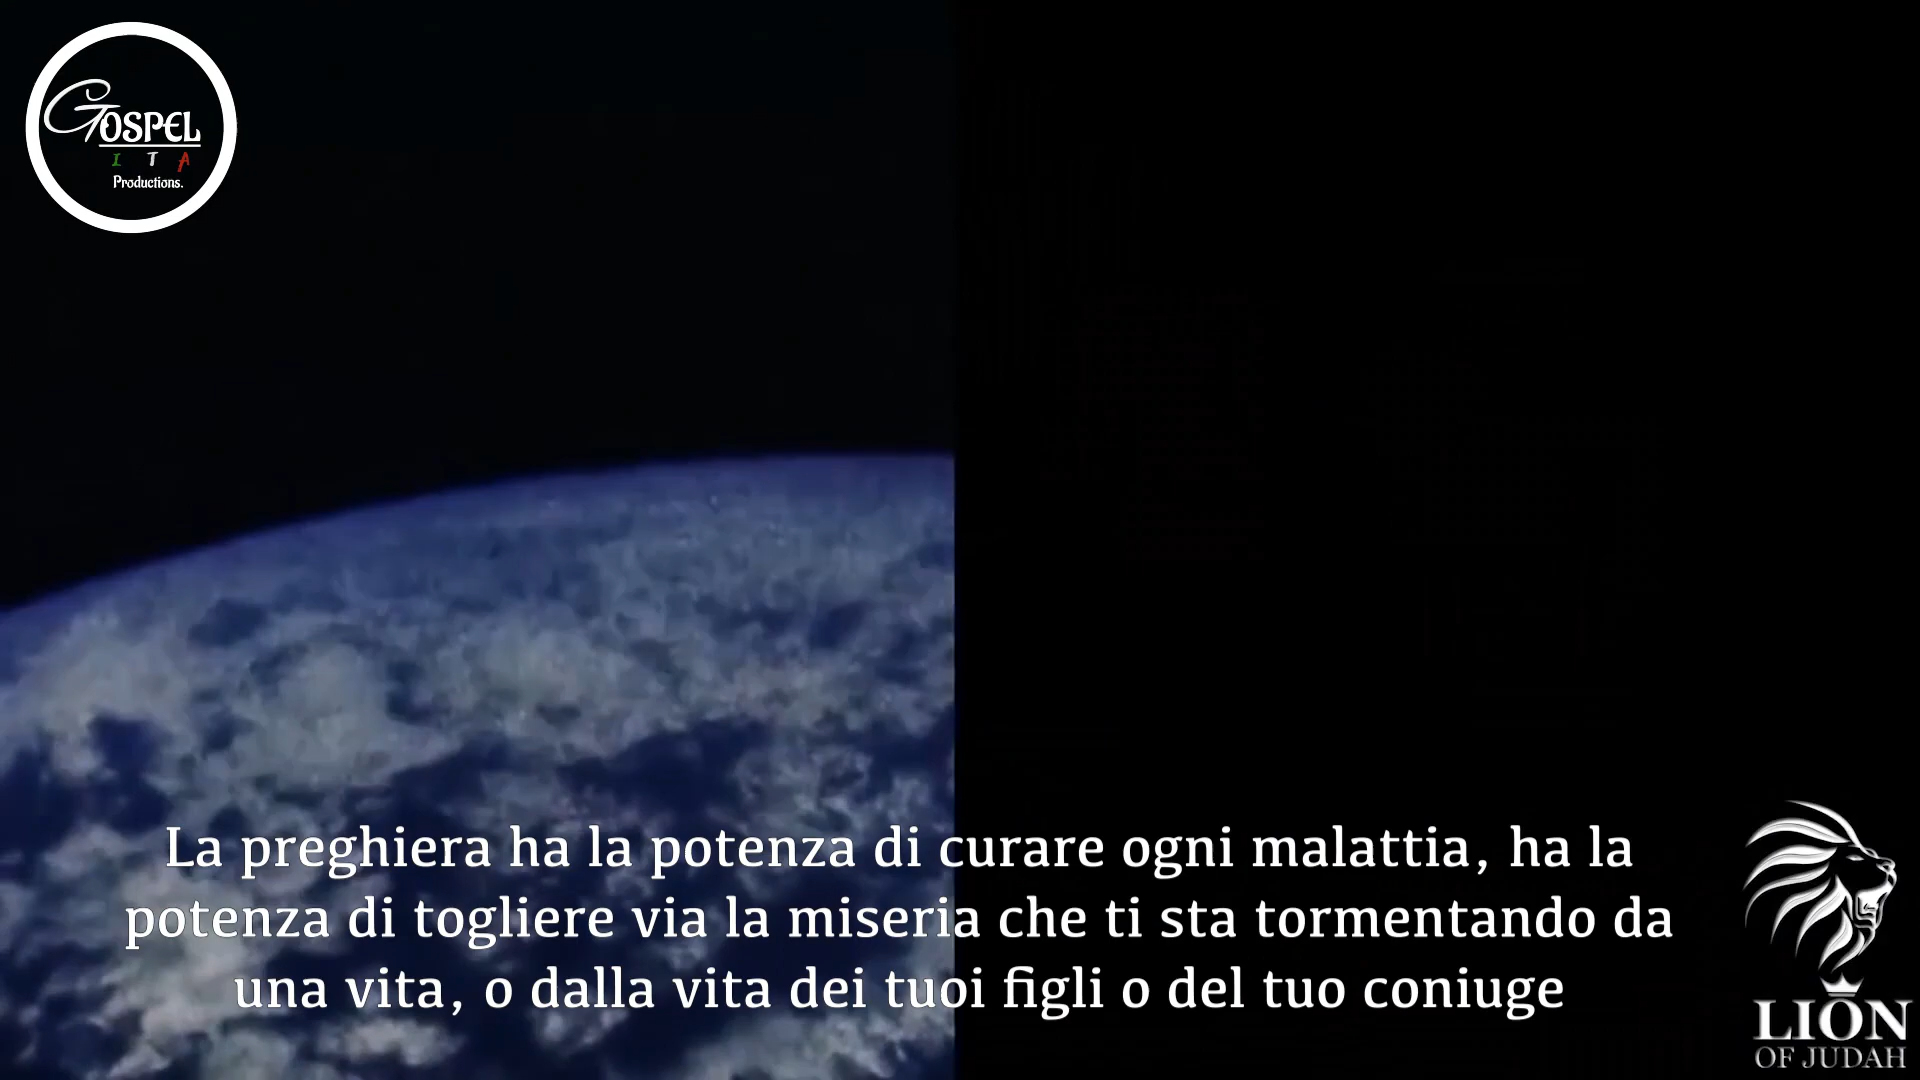 GOSPEL
I T A
Productions.
La preghiera ha la potenza di curare ogni malattia, ha la
potenza di togliere via la miseria che ti sta tormentando da
una vita, o dalla vita dei tuoi figli o del tuo coniuge
LION
OF JUDAH